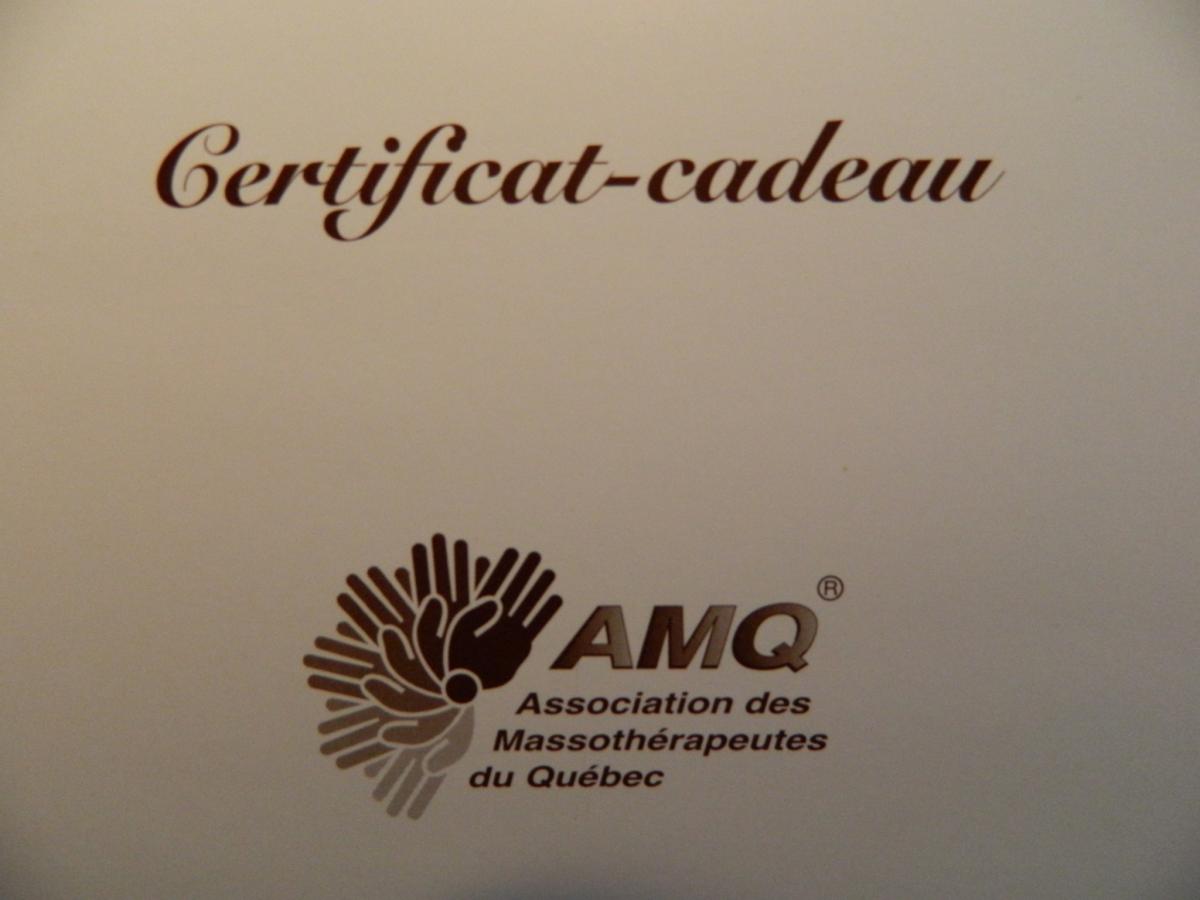 Certificat-cadeau
AMQ®
Association des
Massothérapeutes
du Québec